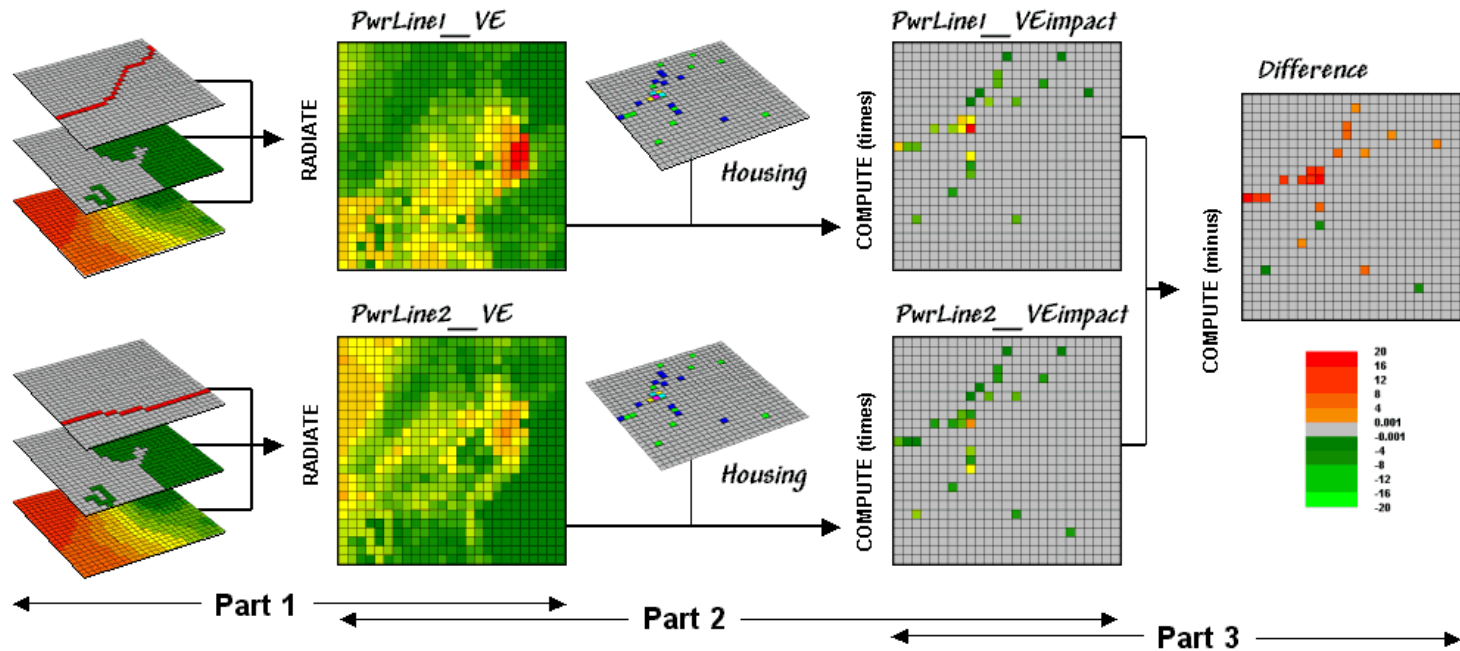 PwrLine1__VE
PwrLine1__VEimpact
Difference
RADIATE
Housing
COMPUTE (times)
COMPUTE (minus)
PwrLine2__VE
PwrLine2__VEimpact
RADIATE
Housing
COMPUTE (times)
20
16
12
8
4
0.001
-0.001
-4
-8
-12
-16
-20
Part 1
Part 2
Part 3